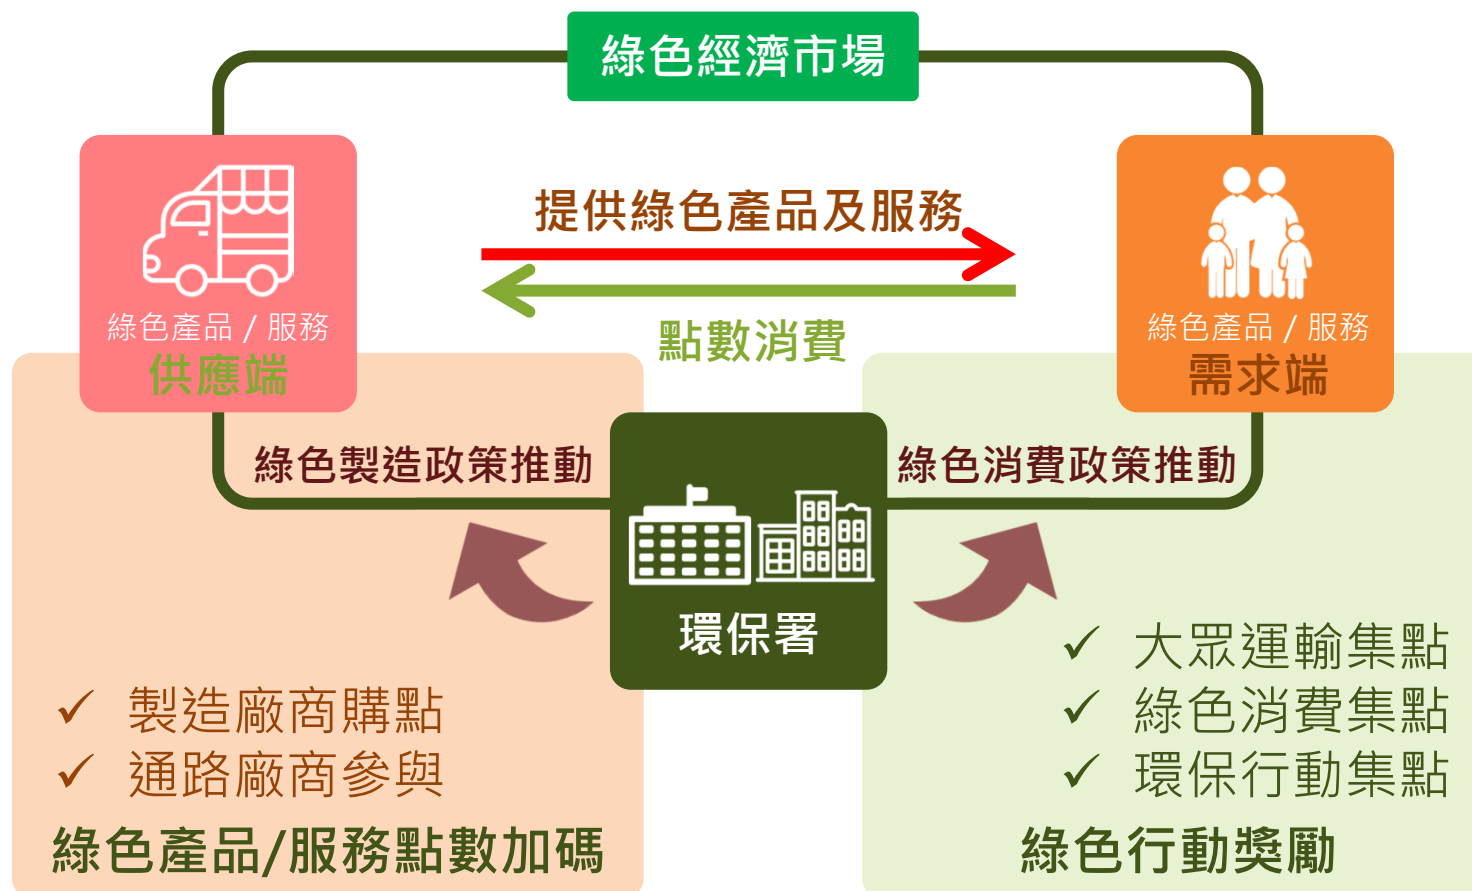 綠色經濟市場
提供綠色產品及服務
點數消費
綠色產品 / 服務
供應端
綠色產品 / 服務
需求端
綠色製造政策推動
綠色消費政策推動
環保署
✓ 製造廠商購點
✓ 通路廠商參與
綠色產品/服務點數加碼
✓ 大眾運輸集點
✓ 綠色消費集點
✓ 環保行動集點
綠色行動獎勵